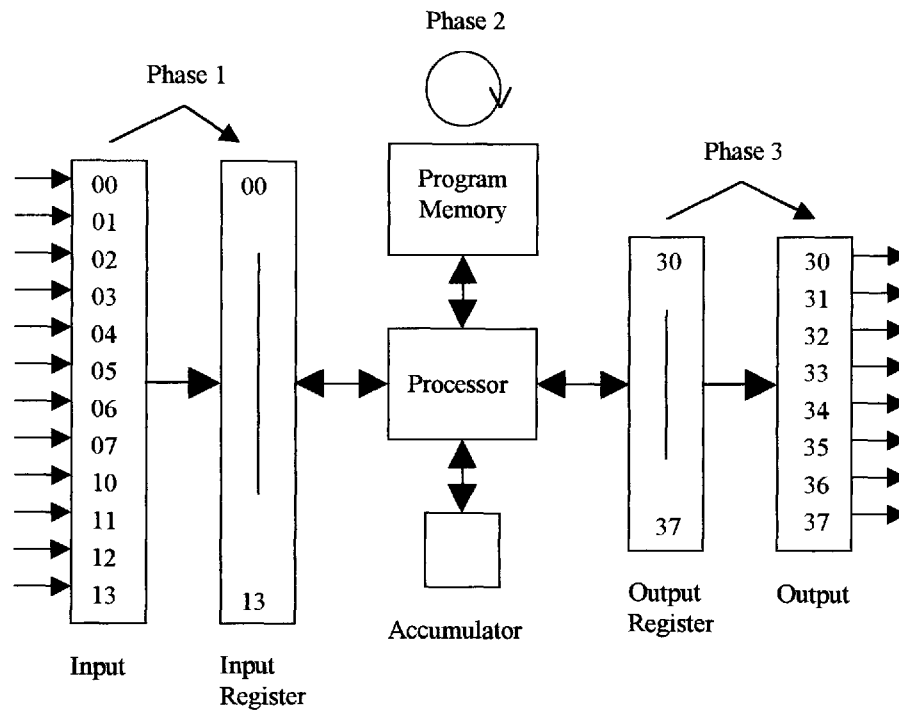 Phase 2
Phase 1
Phase 3
00
01
02
03
04
05
06
07
10
11
12
13
Input
00
13
Input
Register
Program
Memory
Processor
Accumulator
30
37
Output
Register
30
31
32
33
34
35
36
37
Output